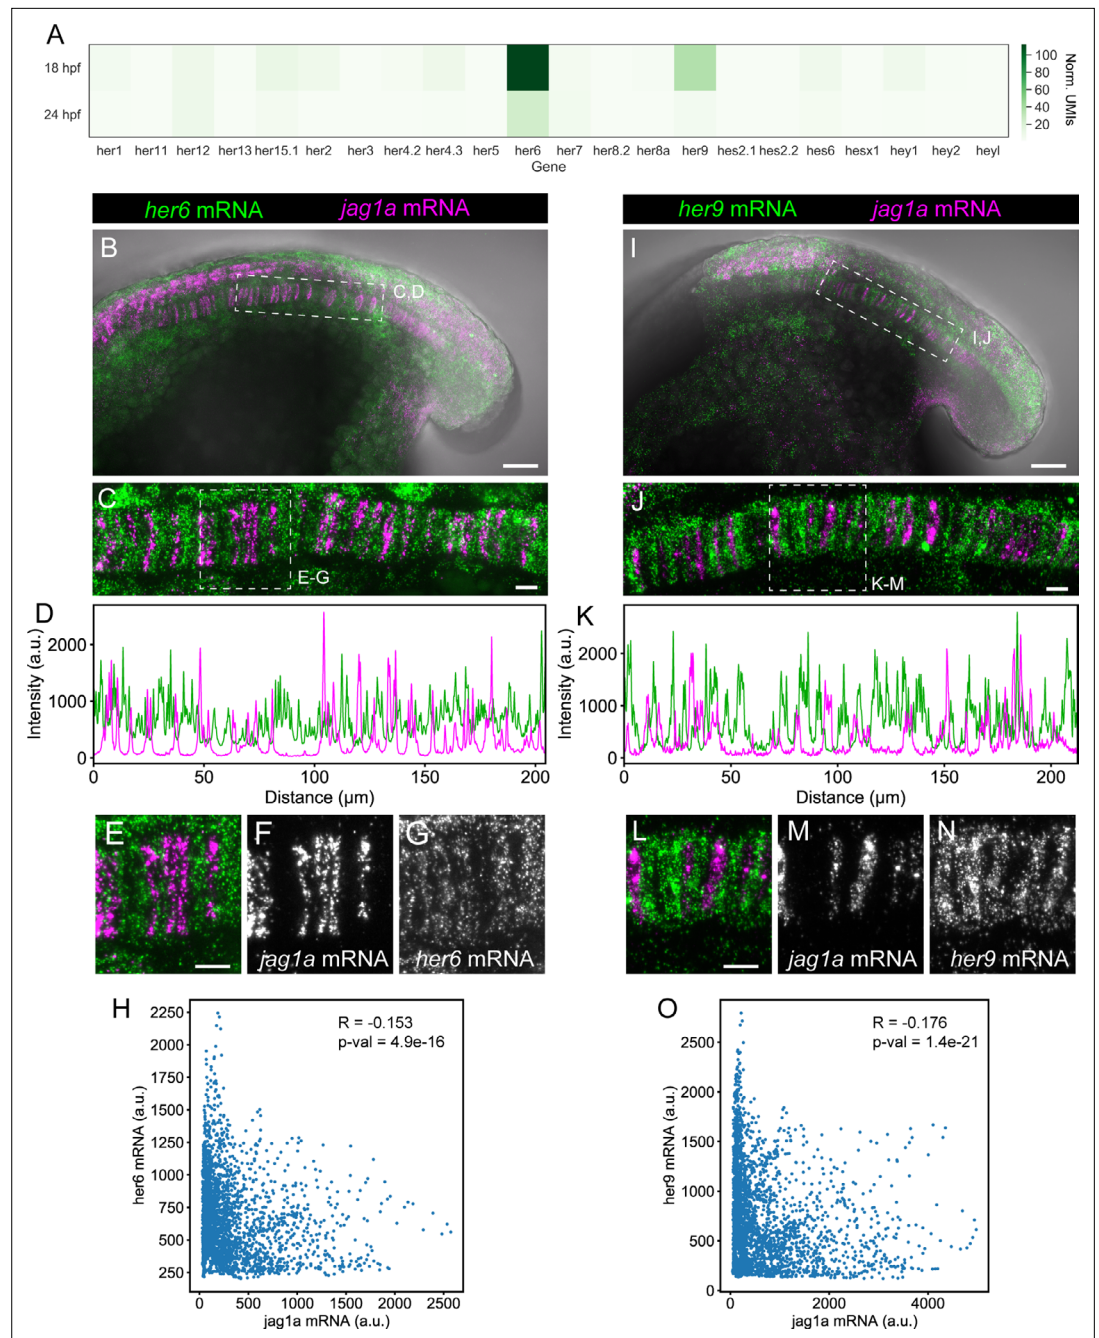 A
18 hpf
24 hpf
100
80
60
40
20
Norm. UMIs
her1 her11 her12 her13 her15.1 her2 her3 her4.2 her4.3 her5 her6 her7 her8.2 her8a her9 hes2.1 hes2.2 hes6 hesx1 hey1 hey2 heyl
Gene
her6 mRNA jag1a mRNA
B
C,D
C
E-G
D
Intensity (a.u.)
2000
1000
0
0 50 100 150 200
Distance (µm)
E
F
jag1a mRNA
G
her6 mRNA
H
R = -0.153
p-val = 4.9e-16
her6 mRNA (a.u.)
2250
2000
1750
1500
1250
1000
750
500
250
0 500 1000 1500 2000 2500
jag1a mRNA (a.u.)
her9 mRNA jag1a mRNA
I
I,J
J
K-M
K
Intensity (a.u.)
2000
1000
0
0 50 100 150 200
Distance (µm)
L
M
jag1a mRNA
N
her9 mRNA
O
R = -0.176
p-val = 1.4e-21
her9 mRNA (a.u.)
2500
2000
1500
1000
500
0
0 2000 4000
jag1a mRNA (a.u.)